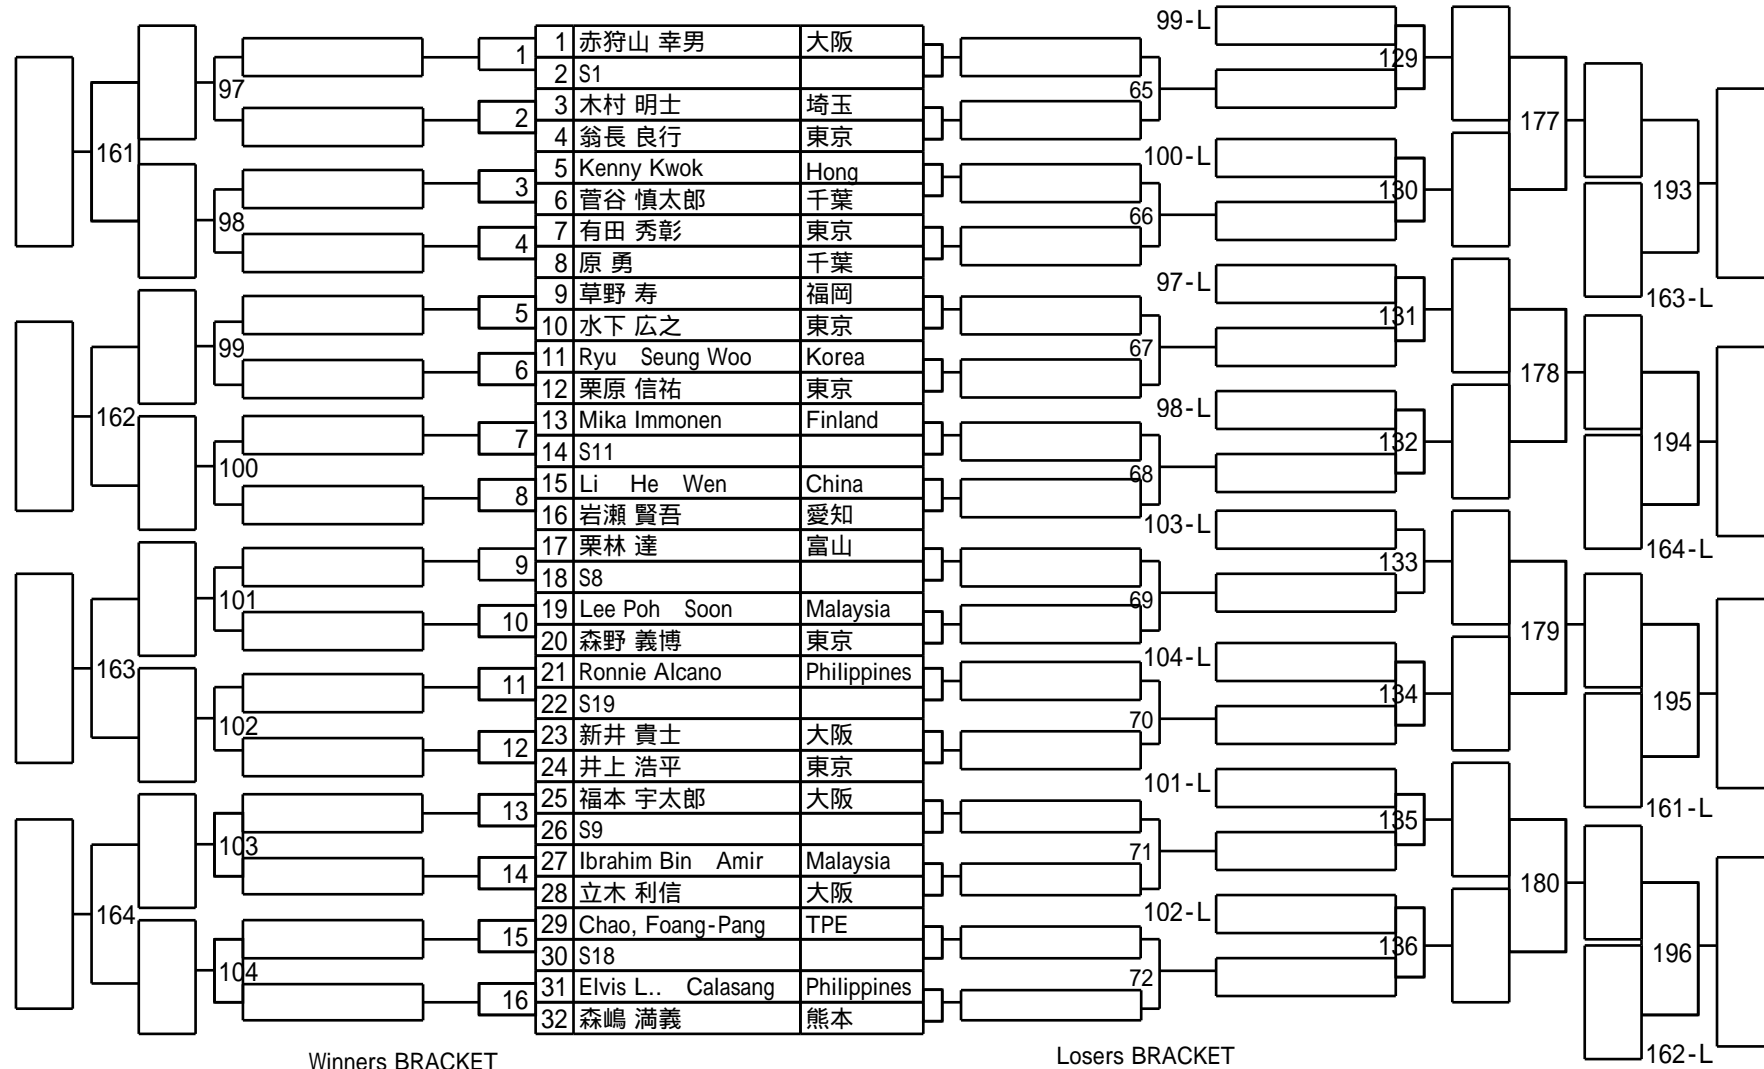 99-L
1 赤狩山 幸男 大阪
1
129
2 S1
97
65
3 木村 明士 埼玉
2
177
4 翁長 良行 東京
161
100-L
5 Kenny Kwok Hong
3
130
193
6 菅谷 慎太郎 千葉
98
66
7 有田 秀彰 東京
4
8 原 勇 千葉
97-L
9 草野 寿 福岡
163-L
5
131
10 水下 広之 東京
99
67
11 Ryu Seung Woo Korea
6
178
12 栗原 信祐 東京
162
98-L
13 Mika Immonen Finland
7
132
194
14 S11
100
68
15 Li He Wen China
8
16 岩瀬 賢吾 愛知
103-L
17 栗林 達 富山
164-L
9
133
18 S8
101
69
19 Lee Poh Soon Malaysia
10
179
20 森野 義博 東京
163
104-L
21 Ronnie Alcano Philippines
11
134
195
22 S19
102
70
23 新井 貴士 大阪
12
24 井上 浩平 東京
101-L
25 福本 宇太郎 大阪
161-L
13
135
26 S9
103
71
27 Ibrahim Bin Amir Malaysia
14
180
28 立木 利信 大阪
164
102-L
29 Chao, Foang-Pang TPE
15
136
196
30 S18
104
72
31 Elvis L.. Calasang Philippines
16
32 森嶋 満義 熊本
Winners BRACKET
Losers BRACKET
162-L